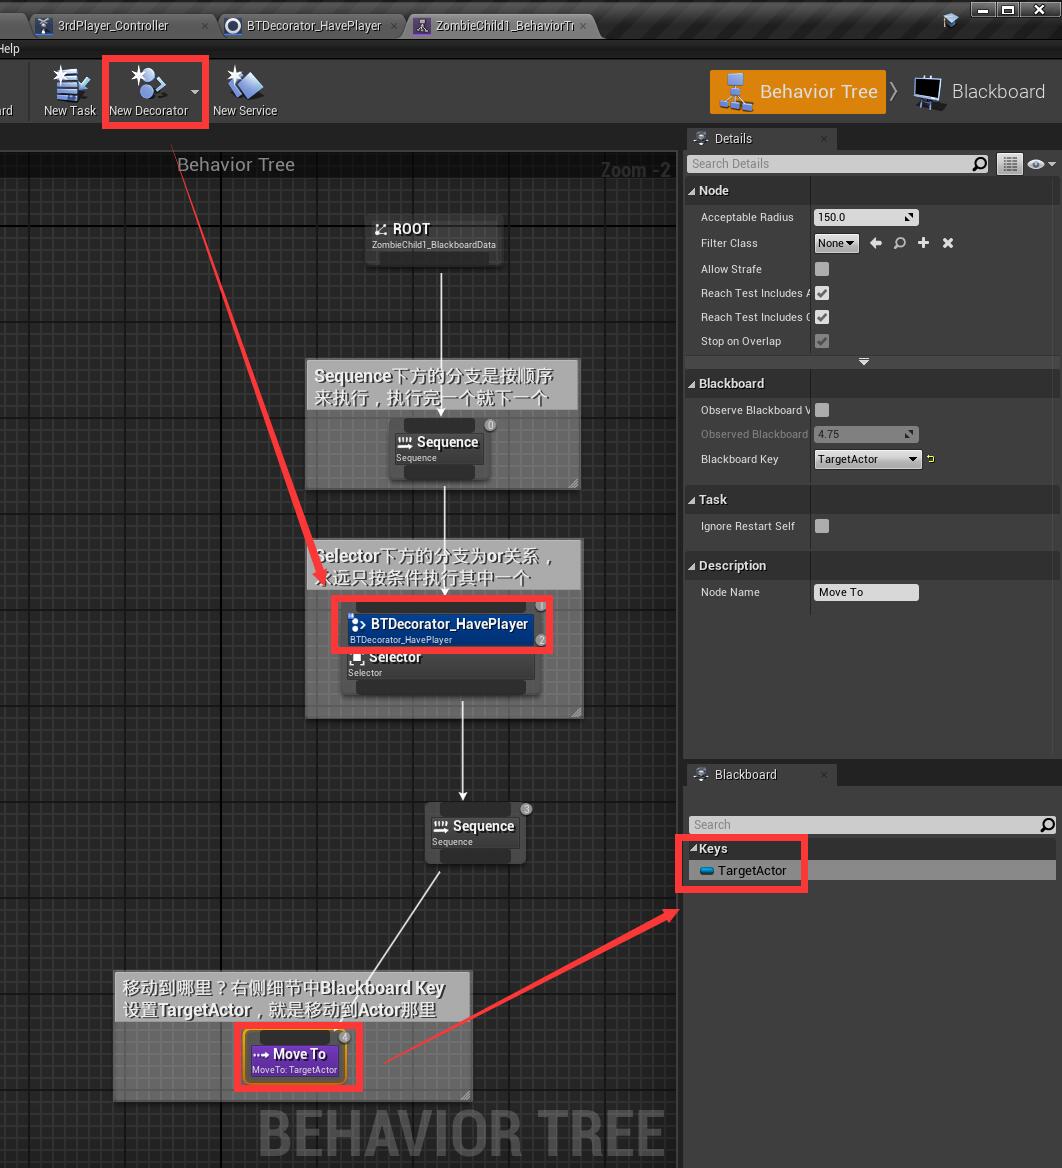 3rdPlayer_Controller
BTDecorator_HavePlayer
ZombieChild1_BehaviorTr
Help
rd
New Task
New Decorator
New Service
Behavior Tree
Blackboard
Behavior Tree
Zoom -2
ROOT
ZombieChild1_BlackboardData
Sequence下方的分支是按顺序
来执行，执行完一个就下一个
0
Sequence
Sequence
Selector下方的分支为or关系，
永远只按条件执行其中一个
1
BTDecorator_HavePlayer
BTDecorator_HavePlayer
2
Selector
Selector
3
Sequence
Sequence
移动到哪里？右侧细节中Blackboard Key
设置TargetActor，就是移动到Actor那里
4
Move To
MoveTo: TargetActor
BEHAVIOR TREE
Details
Search Details
Node
Acceptable Radius 150.0
Filter Class None
Allow Strafe
Reach Test Includes A
Reach Test Includes G
Stop on Overlap
Blackboard
Observe Blackboard V
Observed Blackboard 4.75
Blackboard Key TargetActor
Task
Ignore Restart Self
Description
Node Name Move To
Blackboard
Search
Keys
TargetActor